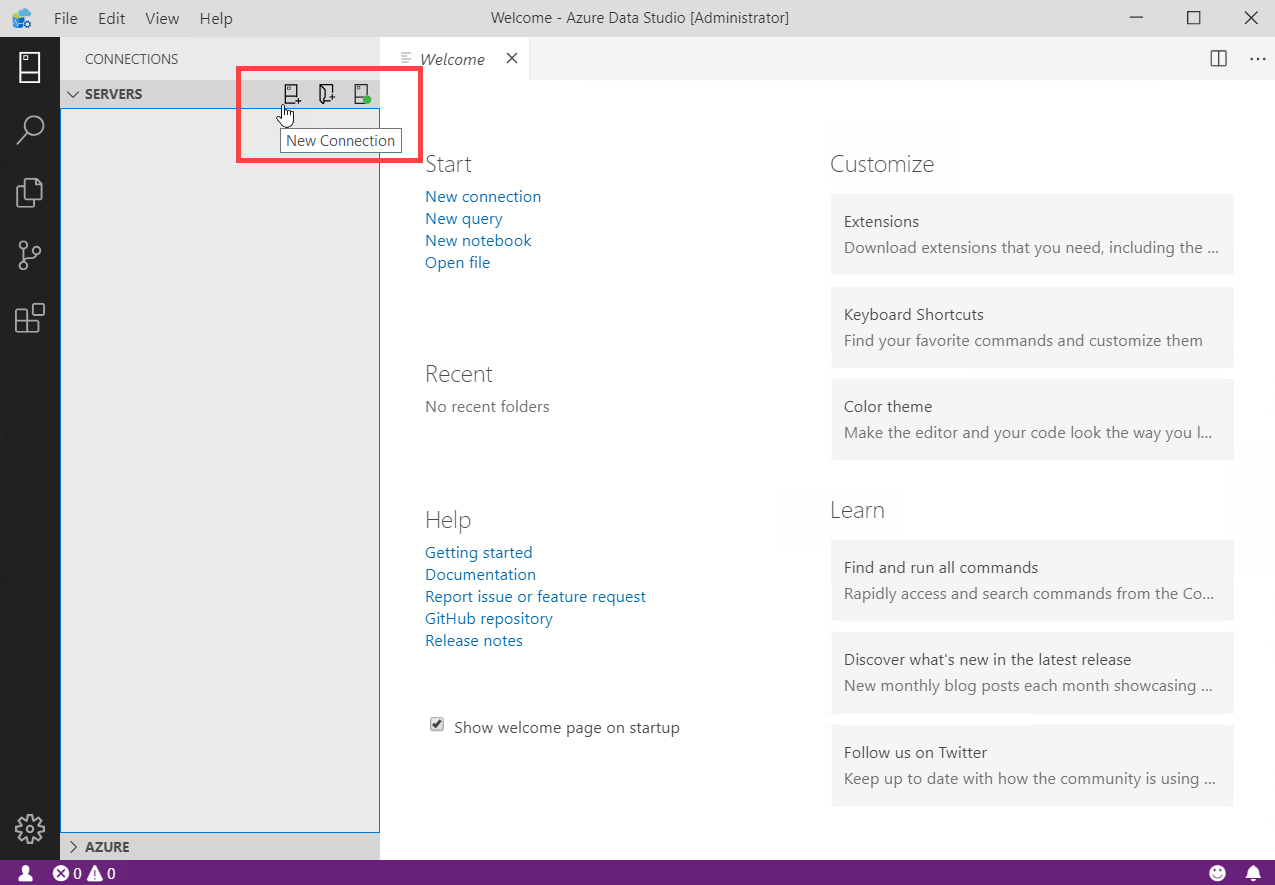 File Edit View Help
Welcome - Azure Data Studio [Administrator]
CONNECTIONS
Welcome
SERVERS
New Connection
Start
New connection
New query
New notebook
Open file
Recent
No recent folders
Help
Getting started
Documentation
Report issue or feature request
GitHub repository
Release notes
Show welcome page on startup
Customize
Extensions
Download extensions that you need, including the ...
Keyboard Shortcuts
Find your favorite commands and customize them
Color theme
Make the editor and your code look the way you l...
Learn
Find and run all commands
Rapidly access and search commands from the Co...
Discover what's new in the latest release
New monthly blog posts each month showcasing ...
Follow us on Twitter
Keep up to date with how the community is using ...
AZURE
0 0